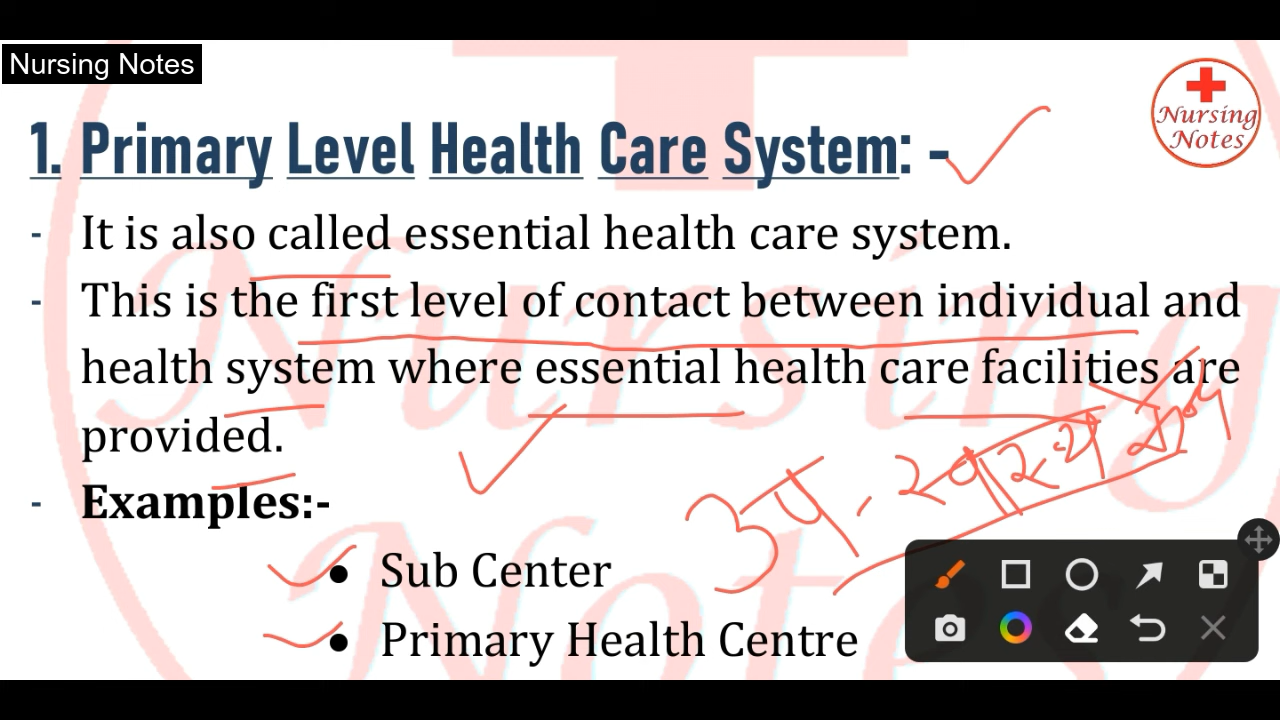 Nursing Notes
Nursing
Notes
1. Primary Level Health Care System: -
- It is also called essential health care system.
- This is the first level of contact between individual and
health system where essential health care facilities are
provided.
- Examples:-
• Sub Center
• Primary Health Centre